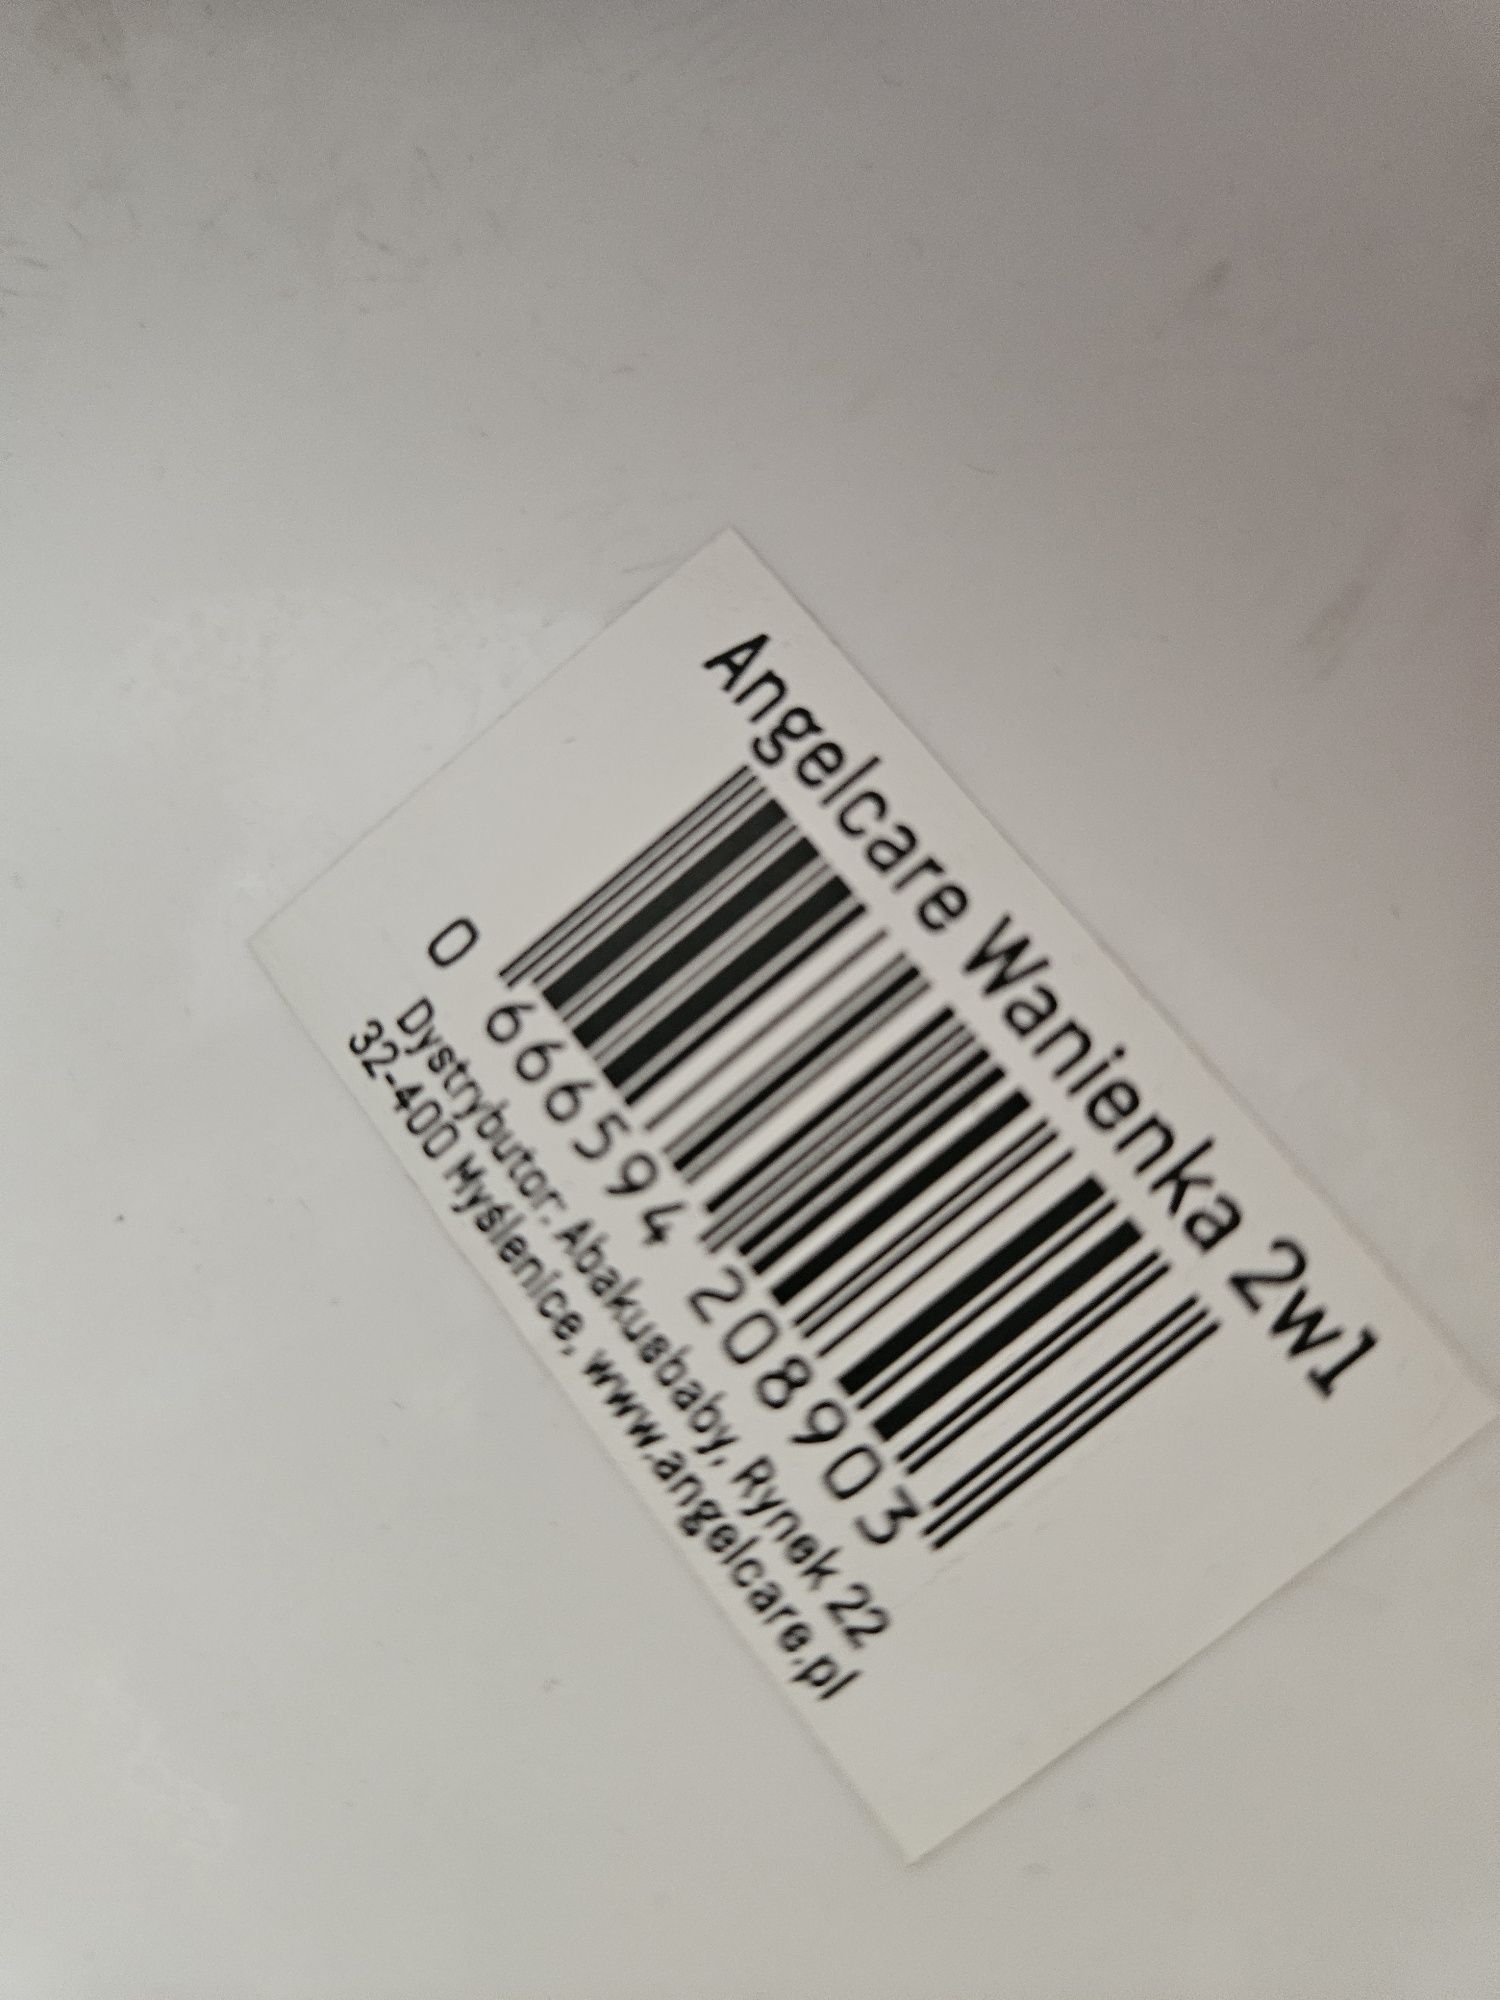 Angelcare Wanienka 2w1
0 666594 208903
Dystrybutor: Abakusbaby, Rynek 22
32-400 Myślenice, www.angelcare.pl